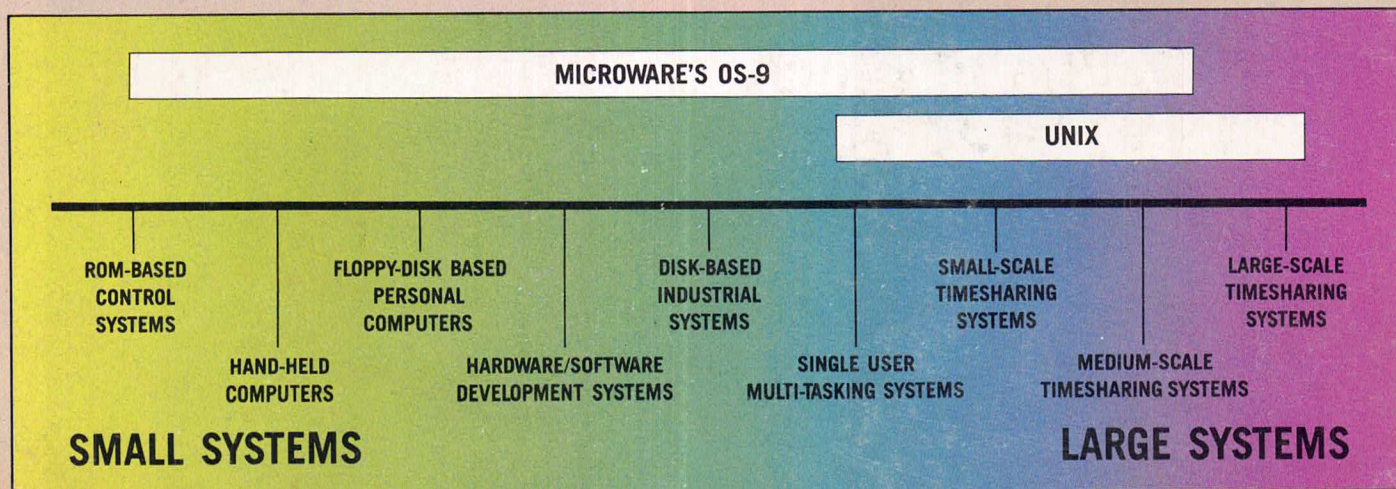 MICROWARE'S OS-9
UNIX
ROM-BASED
CONTROL
SYSTEMS
HAND-HELD
COMPUTERS
FLOPPY-DISK BASED
PERSONAL
COMPUTERS
HARDWARE/SOFTWARE
DEVELOPMENT SYSTEMS
DISK-BASED
INDUSTRIAL
SYSTEMS
SINGLE USER
MULTI-TASKING SYSTEMS
SMALL-SCALE
TIMESHARING
SYSTEMS
MEDIUM-SCALE
TIMESHARING SYSTEMS
LARGE-SCALE
TIMESHARING
SYSTEMS
SMALL SYSTEMS
LARGE SYSTEMS